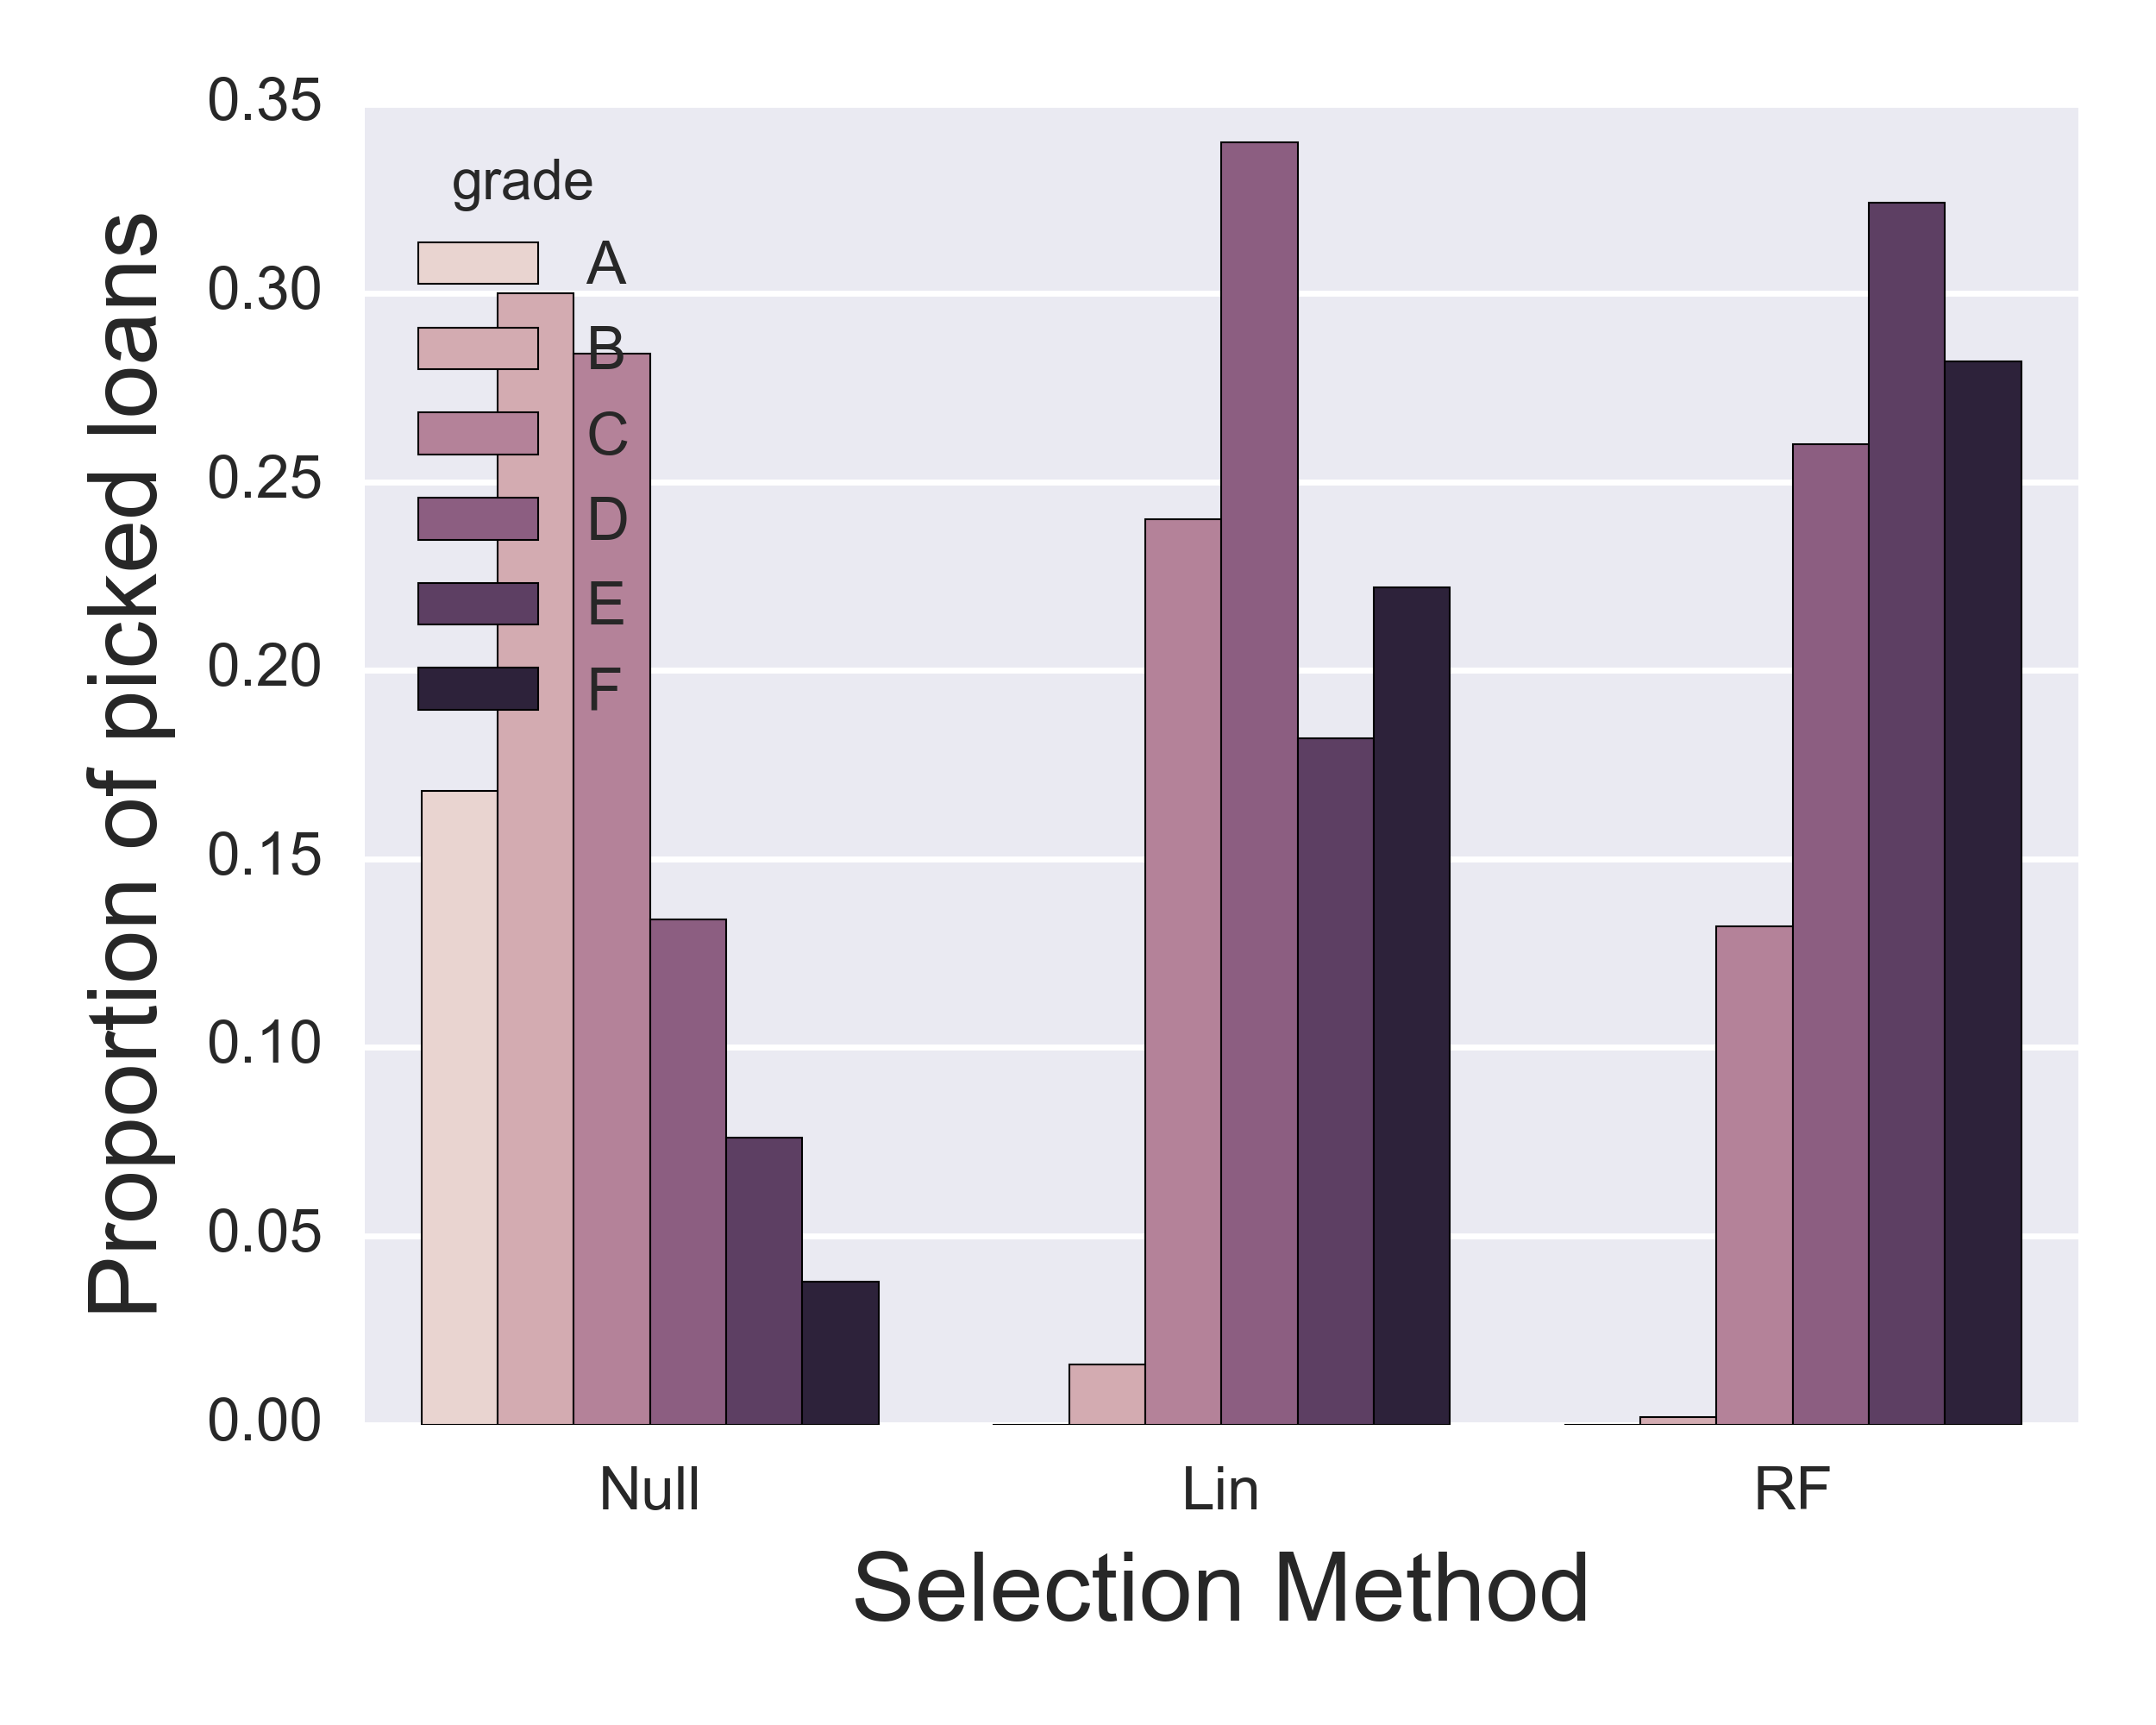 Proportion of picked loans
0.35
0.30
0.25
0.20
0.15
0.10
0.05
0.00
grade
A
B
C
D
E
F
Null
Lin
RF
Selection Method